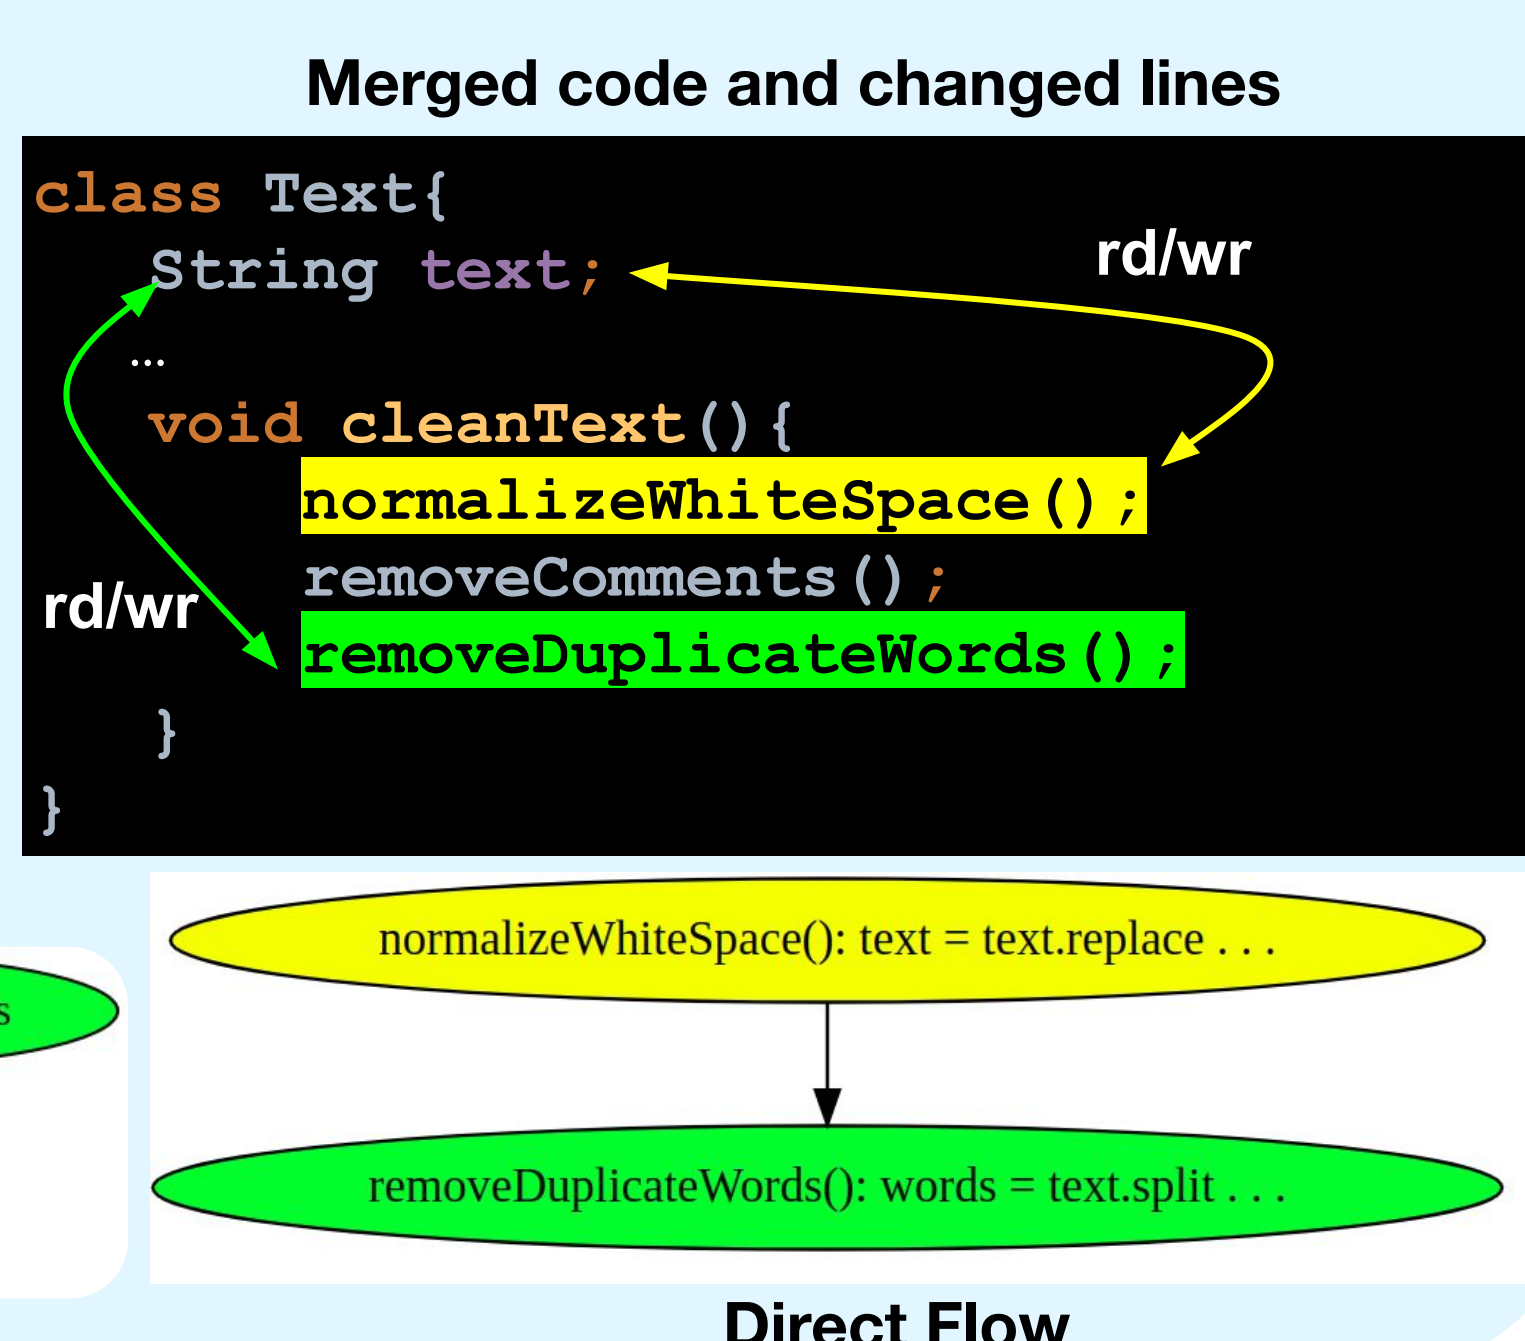 Merged code and changed lines
class Text{
String text;
rd/wr
...
void cleanText(){
normalizeWhiteSpace();
removeComments();
rd/wr
removeDuplicateWords();
}
}
normalizeWhiteSpace(): text = text.replace . . .
s
removeDuplicateWords(): words = text.split . . .
Direct Flow